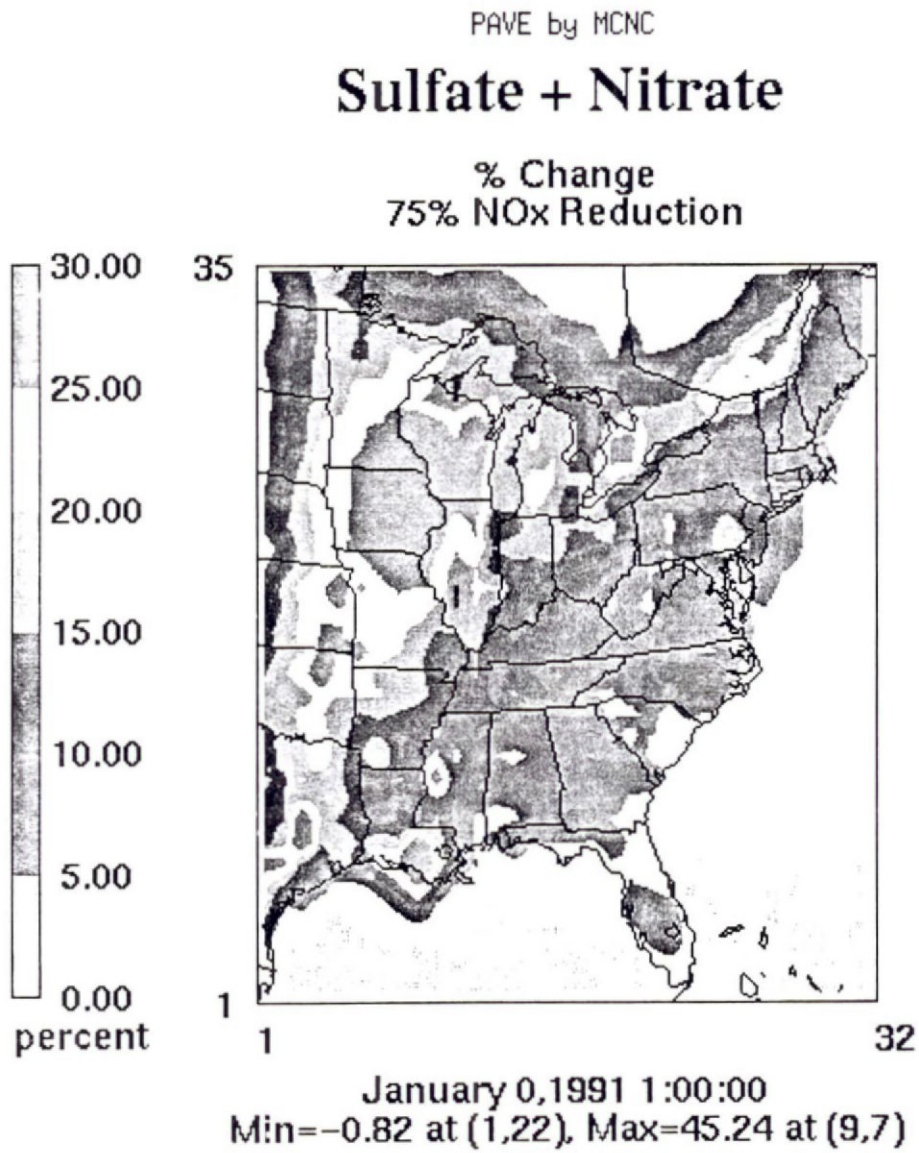 PAVE by MCNC
Sulfate + Nitrate
% Change
75% NOx Reduction
30.00
25.00
20.00
15.00
10.00
5.00
0.00
percent
35
1
1
32
January 0,1991 1:00:00
Min=-0.82 at (1,22), Max=45.24 at (9,7)